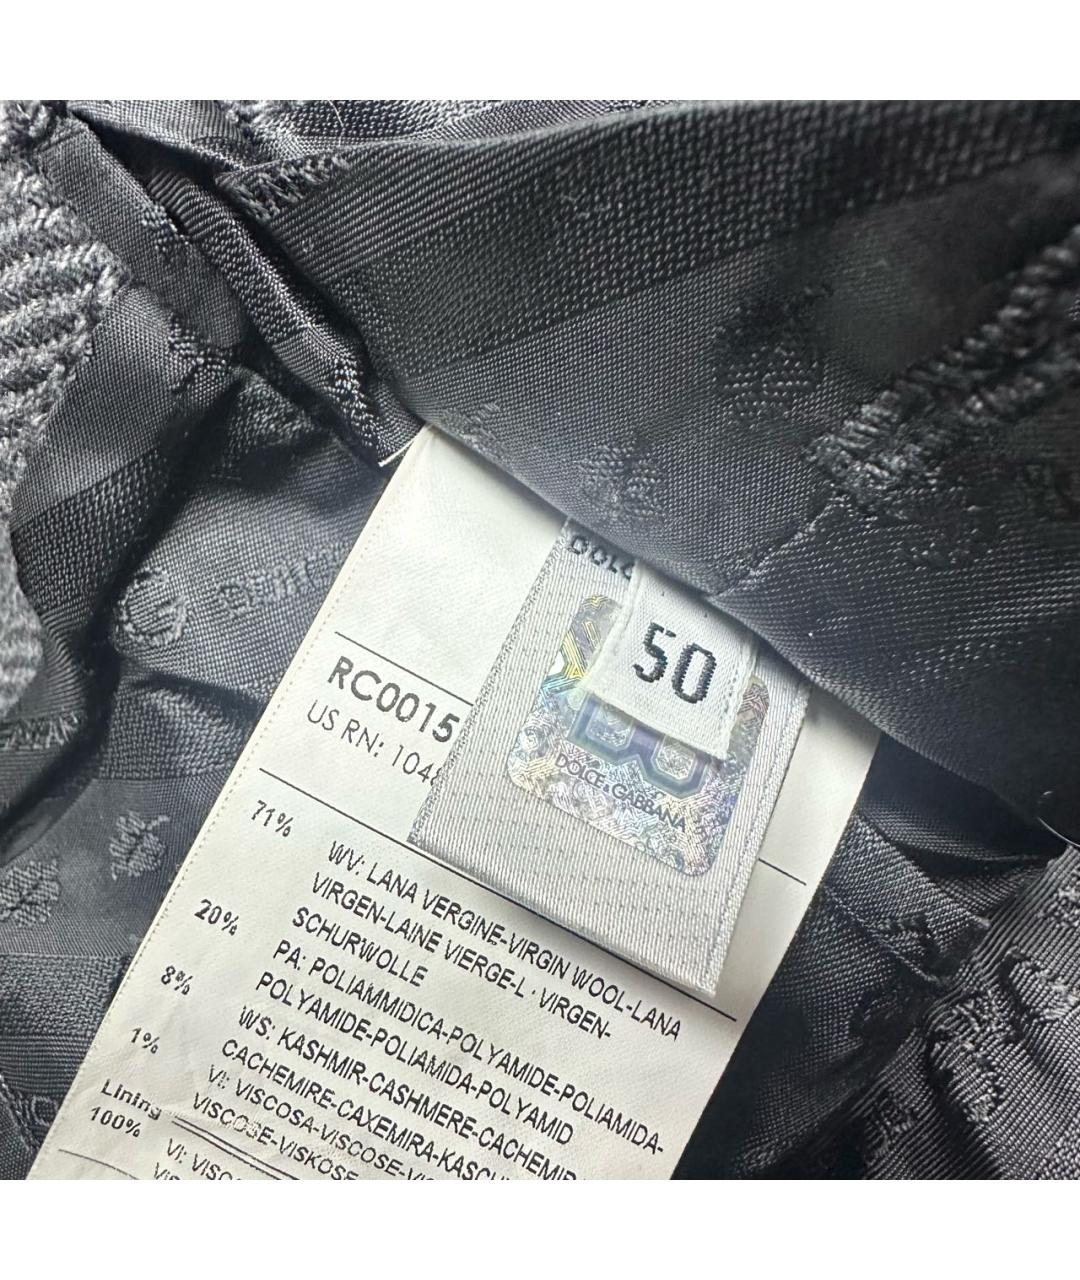 50
DOLCE & GABBANA
RC0015
US RN: 104
71% WV: LANA VERGINE-VIRGIN WOOL-LANA
VIRGEN-LAINE VIERGE-L · VIRGEN-
SCHURWOLLE
20% PA: POLIAMMIDICA-POLYAMIDE-POLIAMIDA-
POLYAMIDE-POLIAMIDA-POLYAMID
8% WS: KASHMIR-CASHMERE-CACHEMIR-
CACHEMIRE-CAXEMIRA-KASCH
1% VI: VISCOSA-VISCOSE-VI
VISCOSE-VISKOSE
Lining
100% VI: VISCO